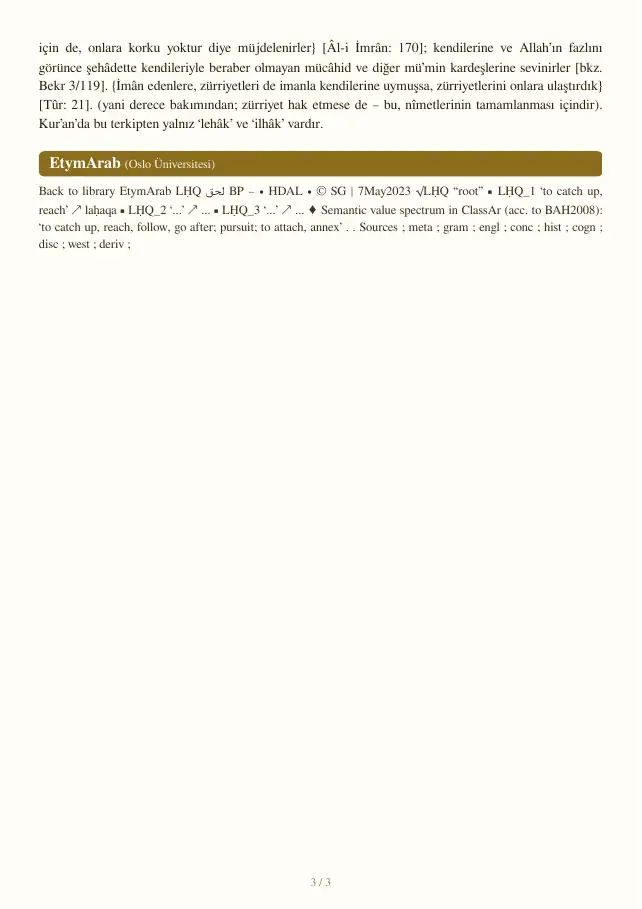 için de, onlara korku yoktur diye müjdelenirler} [Âl-i İmrân: 170]; kendilerine ve Allah’ın fazlını
görünce şehâdette kendileriyle beraber olmayan mücâhid ve diğer mü’min kardeşlerine sevinirler [bkz.
Bekr 3/119]. {İmân edenlere, zürriyetleri de imanla kendilerine uymuşsa, zürriyetlerini onlara ulaştırdık}
[Tûr: 21]. (yani derece bakımından; zürriyet hak etmese de – bu, nîmetlerinin tamamlanması içindir).
Kur’an’da bu terkipten yalnız ‘lehâk’ ve ‘ilhâk’ vardır.
EtymArab (Oslo Üniversitesi)
Back to library EtymArab LḤQ لحق BP – • HDAL • © SG | 7May2023 √LḤQ “root” ▪ LḤQ_1 ‘to catch up,
reach’ ↗ laḥaqa ▪ LḤQ_2 ‘...’ ↗ ... ▪ LḤQ_3 ‘...’ ↗ ... ♦ Semantic value spectrum in ClassAr (acc. to BAH2008):
‘to catch up, reach, follow, go after; pursuit; to attach, annex’ . . Sources ; meta ; gram ; engl ; conc ; hist ; cogn ;
disc ; west ; deriv ;
3 / 3